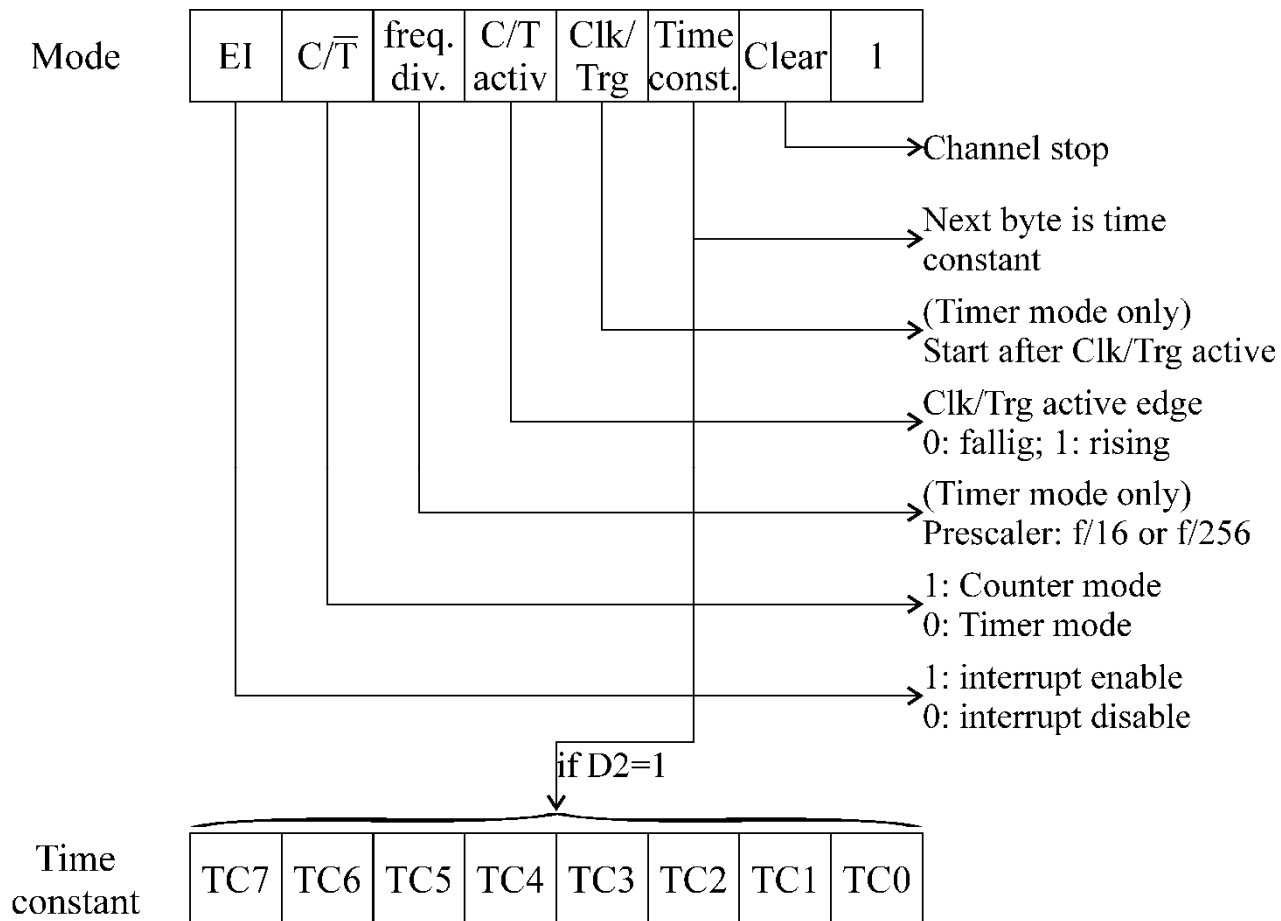 Mode
EI
C/T̅
freq.
div.
C/T
activ
Clk/
Trg
Time
const.
Clear
1
Channel stop
Next byte is time
constant
(Timer mode only)
Start after Clk/Trg active
Clk/Trg active edge
0: fallig; 1: rising
(Timer mode only)
Prescaler: f/16 or f/256
1: Counter mode
0: Timer mode
1: interrupt enable
0: interrupt disable
if D2=1
Time
constant
TC7
TC6
TC5
TC4
TC3
TC2
TC1
TC0